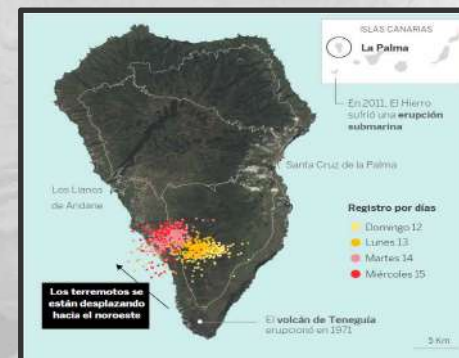 ISLAS CANARIAS
La Palma
En 2011, El Hierro
sufrió una erupción
submarina
Santa Cruz de la Palma
Los Llanos
de Aridane
Registro por días
Domingo 12
Lunes 13
Martes 14
Miércoles 15
Los terremotos se
están desplazando
hacia el noroeste
El volcán de Teneguía
erupcionó en 1971
5 Km